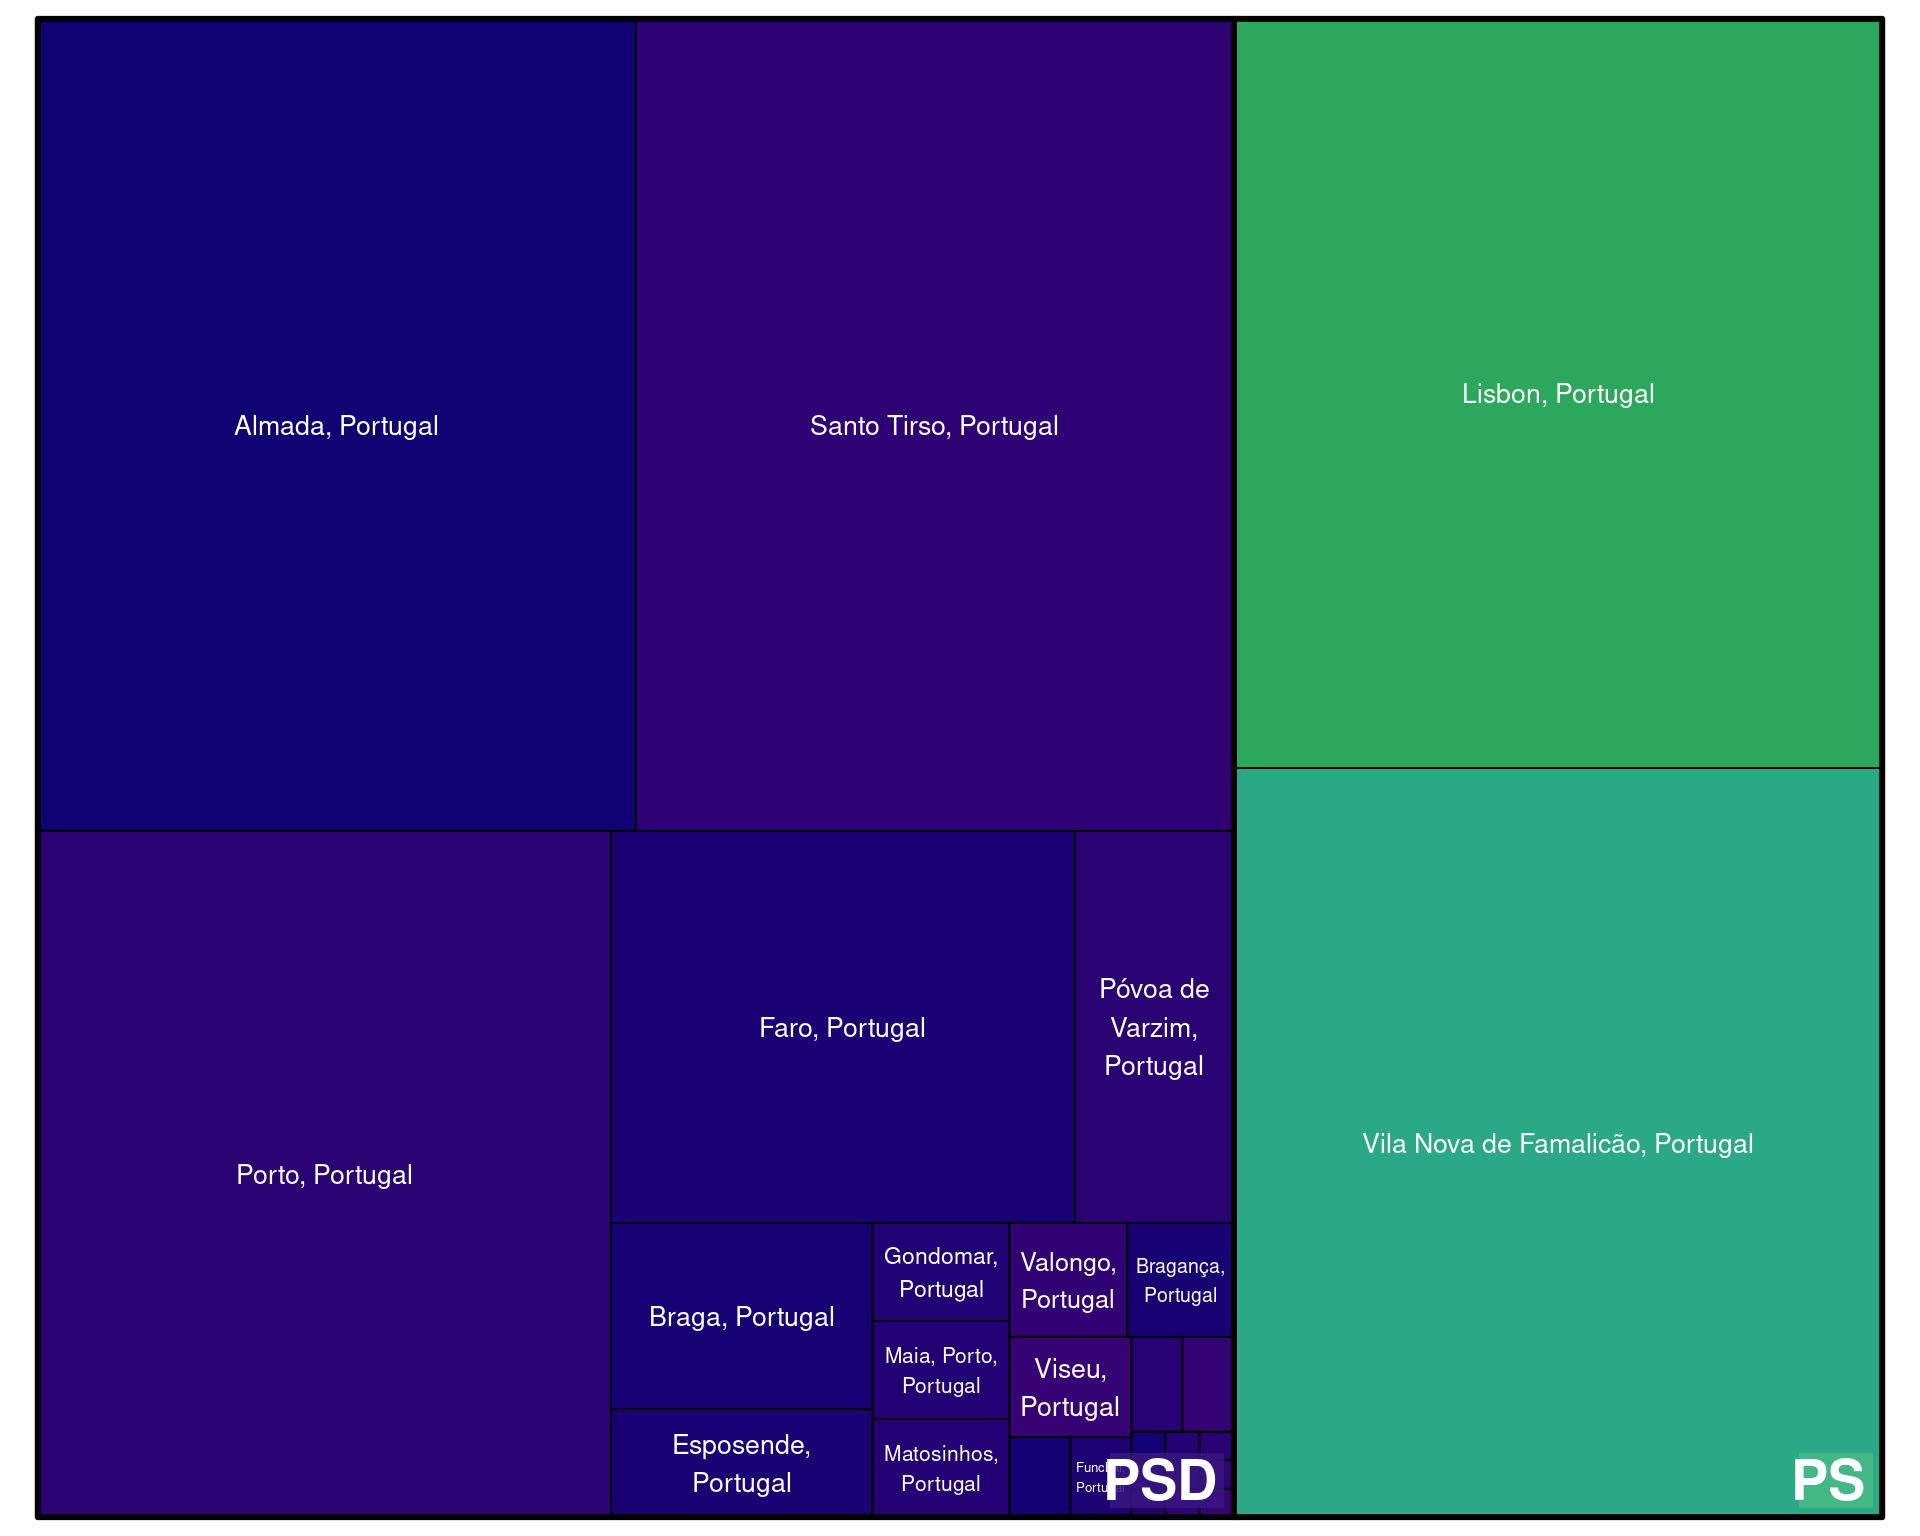 Almada, Portugal
Santo Tirso, Portugal
Lisbon, Portugal
Porto, Portugal
Faro, Portugal
Póvoa de
Varzim,
Portugal
Vila Nova de Famalicão, Portugal
Braga, Portugal
Gondomar,
Portugal
Valongo,
Portugal
Bragança,
Portugal
Maia, Porto,
Portugal
Viseu,
Portugal
Esposende,
Portugal
Matosinhos,
Portugal
PSD
PS